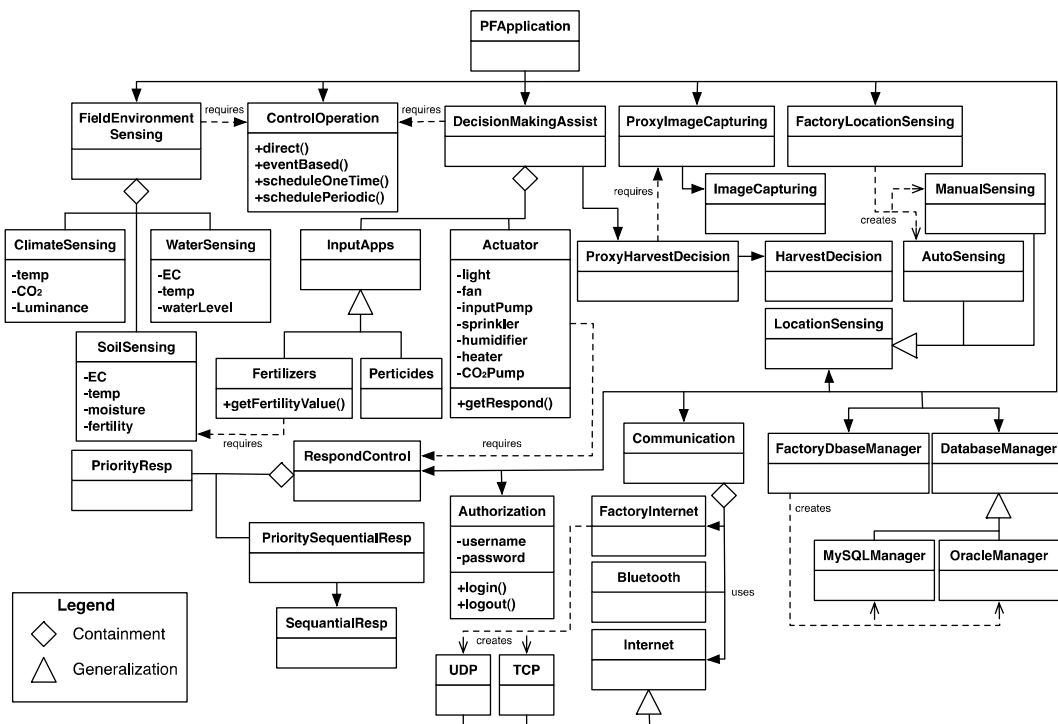 PFApplication
FieldEnvironment
Sensing
requires
ControlOperation
+direct()
+eventBased()
+scheduleOneTime()
+schedulePeriodic()
requires
DecisionMakingAssist
ProxyImageCapturing
FactoryLocationSensing
requires
ImageCapturing
creates
ManualSensing
ClimateSensing
-temp
-CO₂
-Luminance
WaterSensing
-EC
-temp
-waterLevel
InputApps
Actuator
-light
-fan
-inputPump
-sprinkler
-humidifier
-heater
-CO₂Pump
+getRespond()
ProxyHarvestDecision
HarvestDecision
AutoSensing
LocationSensing
SoilSensing
-EC
-temp
-moisture
-fertility
Fertilizers
+getFertilityValue()
Perticides
requires
requires
PriorityResp
RespondControl
Communication
FactoryDbaseManager
DatabaseManager
creates
Authorization
-username
-password
+login()
+logout()
FactoryInternet
PrioritySequentialResp
MySQLManager
OracleManager
Bluetooth
uses
SequantialResp
Internet
creates
UDP
TCP
Legend
Containment
Generalization